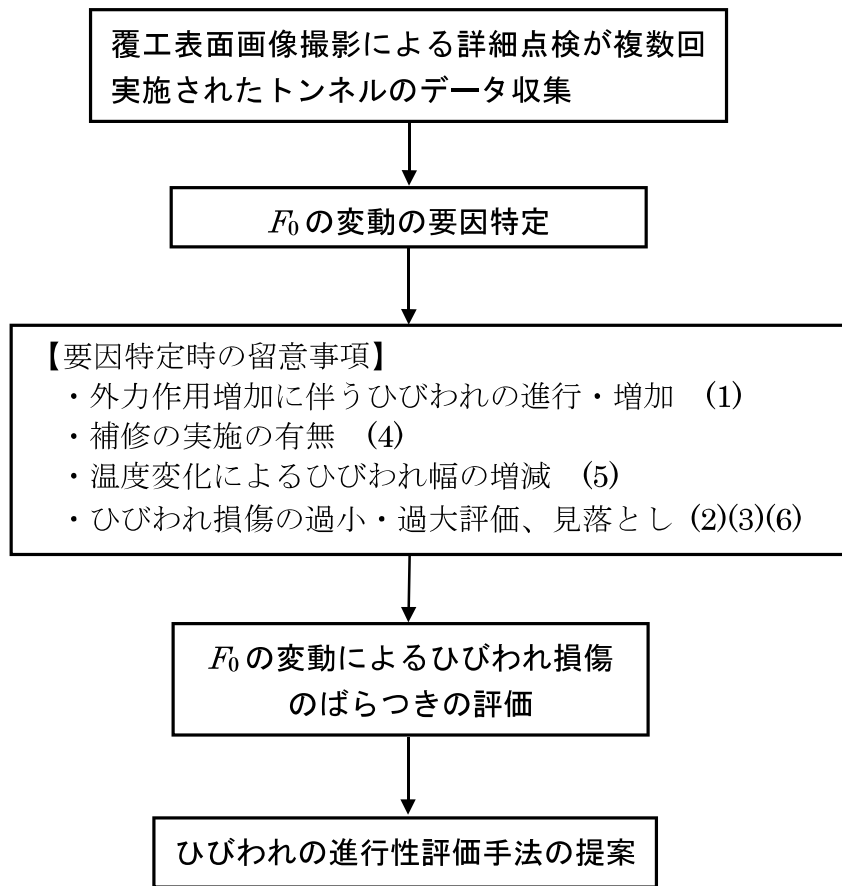 覆工表面画像撮影による詳細点検が複数回
実施されたトンネルのデータ収集
F₀の変動の要因特定
【要因特定時の留意事項】
・外力作用増加に伴うひびわれの進行・増加 (1)
・補修の実施の有無 (4)
・温度変化によるひびわれ幅の増減 (5)
・ひびわれ損傷の過小・過大評価、見落とし (2)(3)(6)
F₀の変動によるひびわれ損傷
のばらつきの評価
ひびわれの進行性評価手法の提案